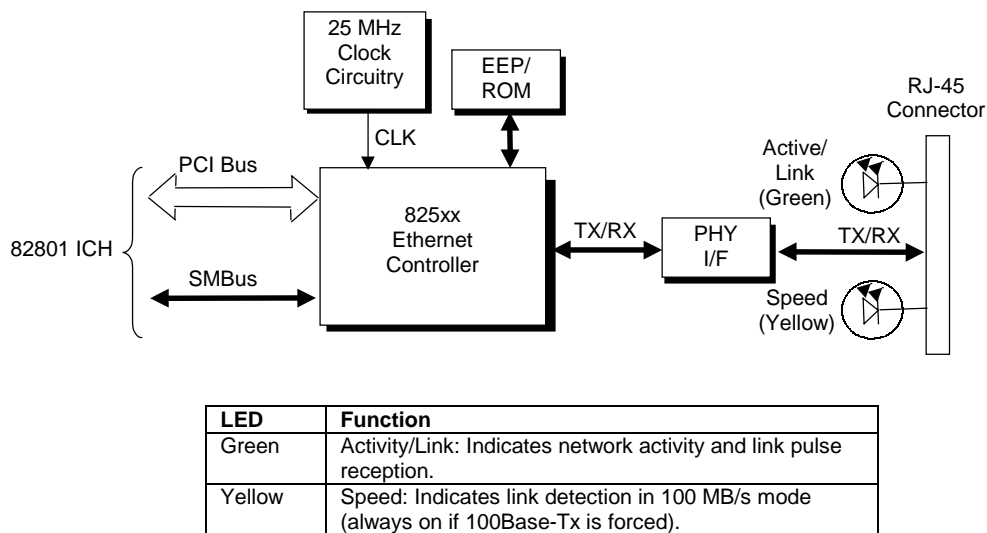 25 MHz
Clock
Circuitry
EEP/
ROM
RJ-45
Connector
CLK
PCI Bus
Active/
Link
(Green)
82801 ICH
825xx
Ethernet
Controller
TX/RX
PHY
I/F
TX/RX
SMBus
Speed
(Yellow)
LED Function
Green Activity/Link: Indicates network activity and link pulse
reception.
Yellow Speed: Indicates link detection in 100 MB/s mode
(always on if 100Base-Tx is forced).